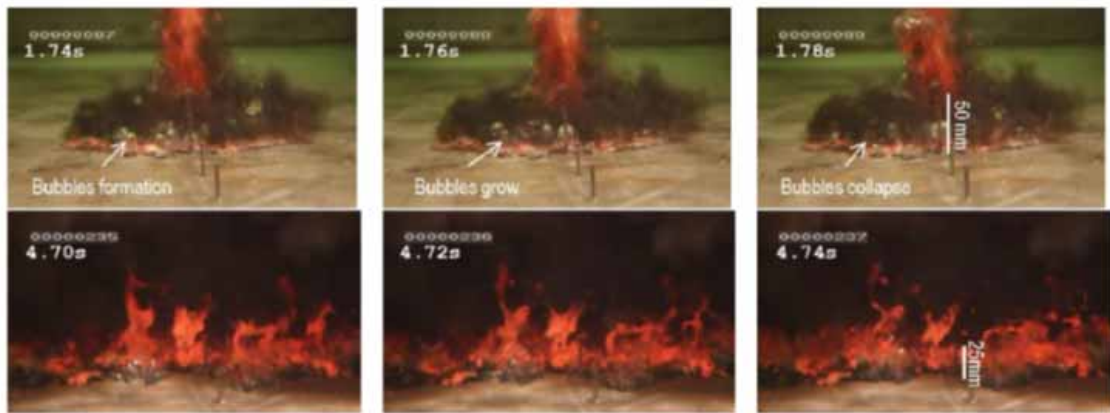 1.74s
Bubbles formation
1.76s
Bubbles grow
1.78s
50 mm
Bubbles collapse
00000235
4.70s
00000236
4.72s
00000237
4.74s
25mm